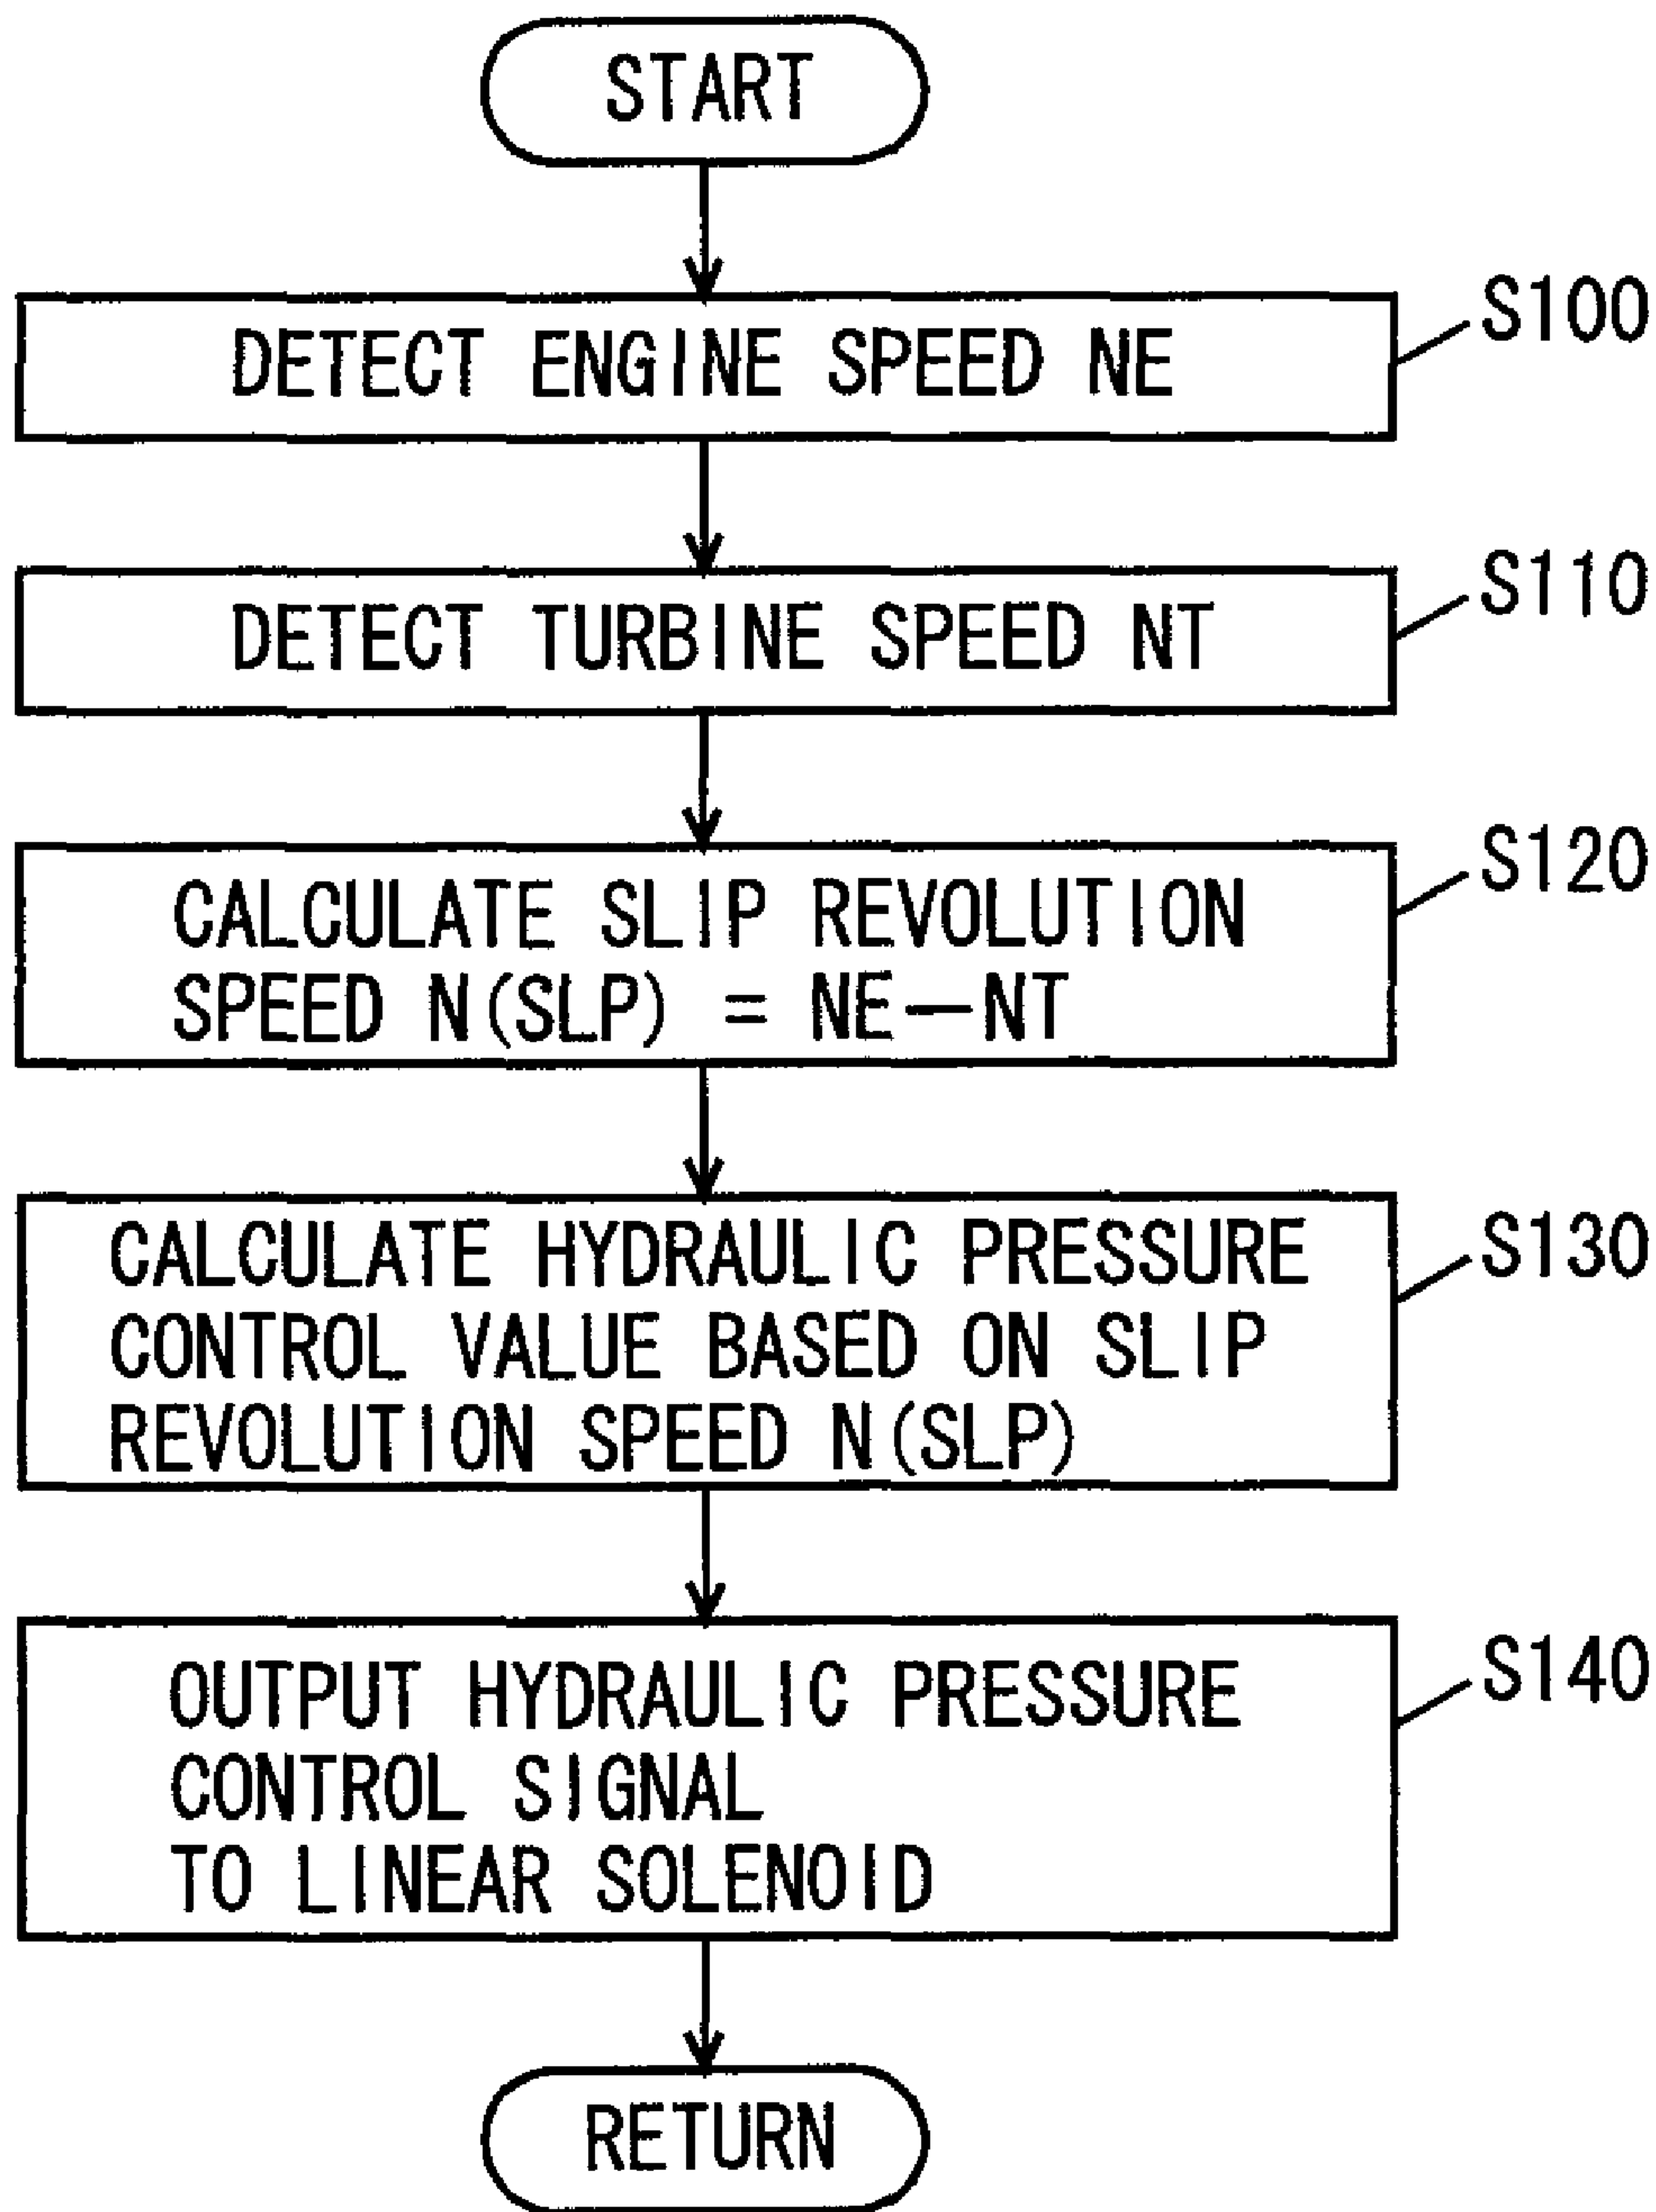 START
DETECT ENGINE SPEED NE
S100
DETECT TURBINE SPEED NT
S110
CALCULATE SLIP REVOLUTION
SPEED N(SLP) = NE—NT
S120
CALCULATE HYDRAULIC PRESSURE
CONTROL VALUE BASED ON SLIP
REVOLUTION SPEED N(SLP)
S130
OUTPUT HYDRAULIC PRESSURE
CONTROL SIGNAL
TO LINEAR SOLENOID
S140
RETURN